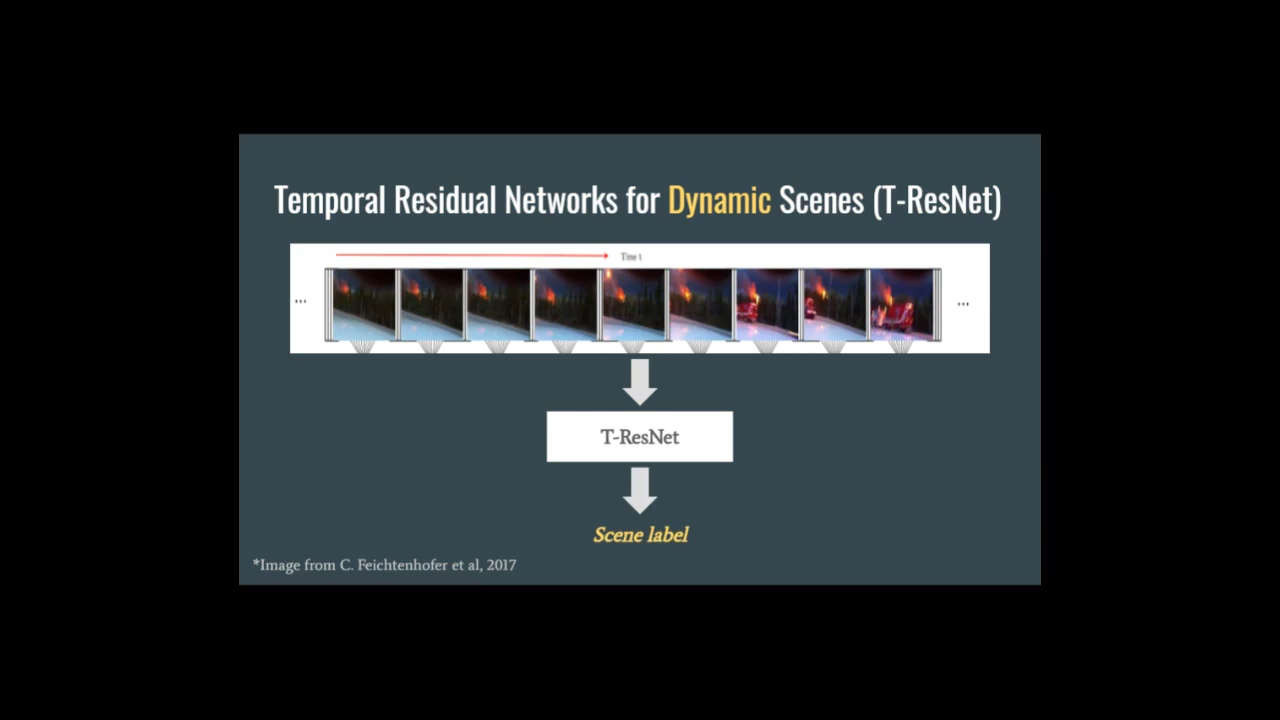 Temporal Residual Networks for Dynamic Scenes (T-ResNet)
Time t
...
...
T-ResNet
Scene label
*Image from C. Feichtenhofer et al, 2017